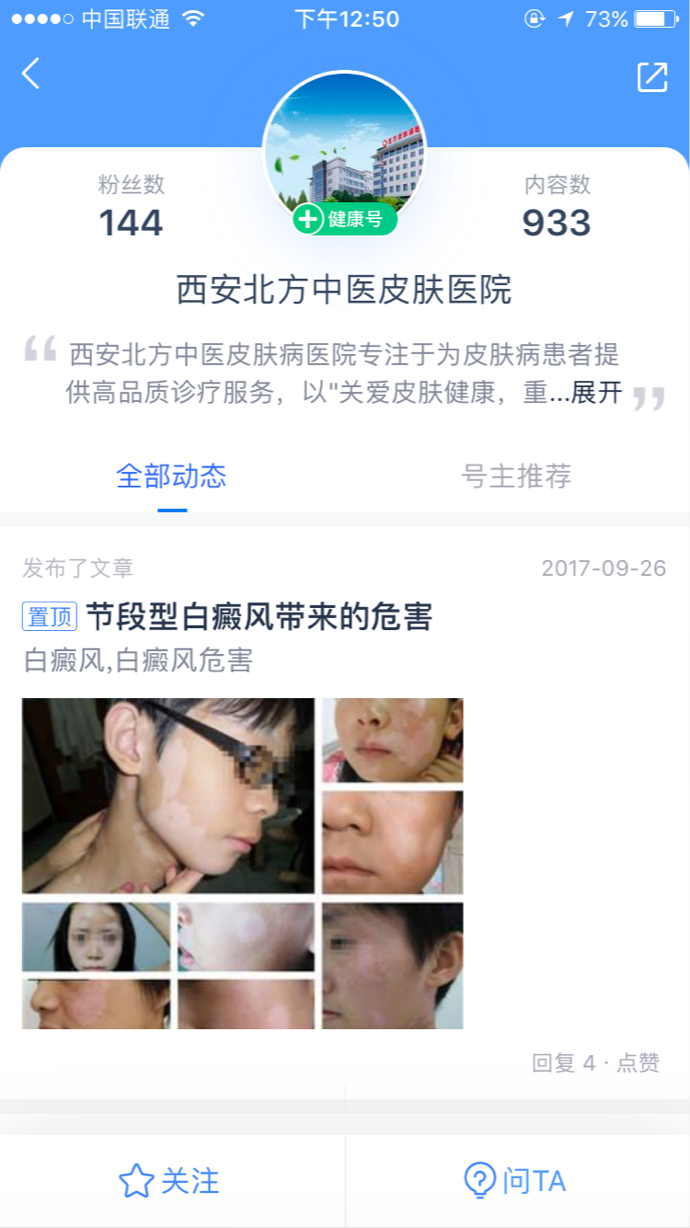 中国联通
下午12:50
73%
粉丝数
144
健康号
内容数
933
西安北方中医皮肤医院
西安北方中医皮肤病医院专注于为皮肤病患者提
供高品质诊疗服务，以"关爱皮肤健康，重...展开
全部动态
号主推荐
发布了文章
2017-09-26
置顶 节段型白癜风带来的危害
白癜风,白癜风危害
回复 4 · 点赞
关注
问TA